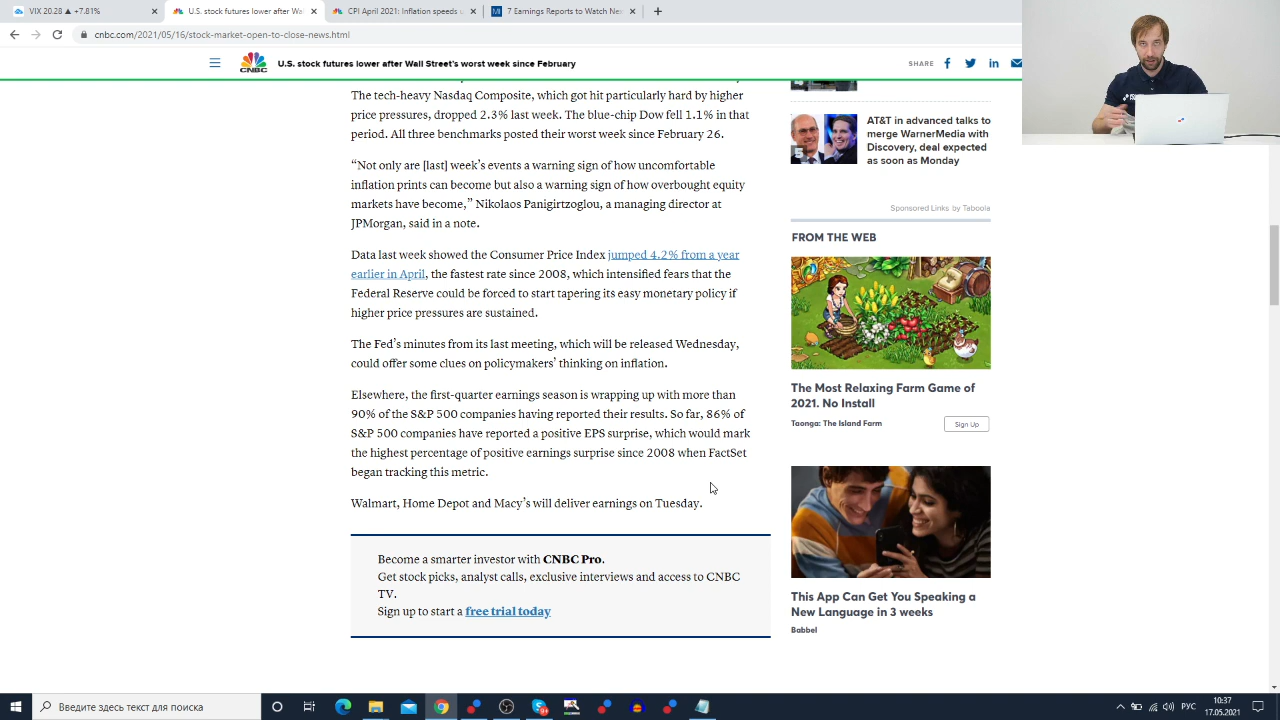 VIX 20.28 ▲ +7.22%
U.S. stock futures lower after Wal
CPI April 2021: Inflation speeds u
MI 7 Earnings Reports to Watch Nex
cnbc.com/2021/05/16/stock-market-open-to-close-news.html
CNBC
U.S. stock futures lower after Wall Street's worst week since February
SHARE
The tech-heavy Nasdaq Composite, which got hit particularly hard by higher
price pressures, dropped 2.3% last week. The blue-chip Dow fell 1.1% in that
period. All three benchmarks posted their worst week since February 26.
“Not only are [last] week’s events a warning sign of how uncomfortable
inflation can become but also a warning sign of how overbought equity
markets have become,” Nikolaos Panigirtzoglou, a managing director at
JPMorgan, said in a note.
Data last week showed the Consumer Price Index jumped 4.2% from a year
earlier in April, the fastest rate since 2008, which intensified fears that the
Federal Reserve could be forced to start tapering its easy monetary policy if
higher price pressures are sustained.
The Fed’s minutes from its last meeting, which will be released Wednesday,
could offer some clues on policymakers’ thinking on inflation.
Elsewhere, the first-quarter earnings season is wrapping up with more than
90% of the S&P 500 companies having reported their results. So far, 86% of
S&P 500 companies have reported a positive EPS surprise, which would mark
the highest percentage of positive earnings surprise since 2008 when FactSet
began tracking this metric.
Walmart, Home Depot and Macy’s will deliver earnings on Tuesday.
Become a smarter investor with CNBC Pro.
Get stock picks, analyst calls, exclusive interviews and access to CNBC
TV.
Sign up to start a free trial today
5
AT&T in advanced talks to
merge WarnerMedia with
Discovery, deal expected
as soon as Monday
Sponsored Links by Taboola
FROM THE WEB
The Most Relaxing Farm Game of
2021. No Install
Taonga: The Island Farm
Sign Up
This App Can Get You Speaking a
New Language in 3 weeks
Babbel
Введите здесь текст для поиска
РУС
10:37
17.05.2021